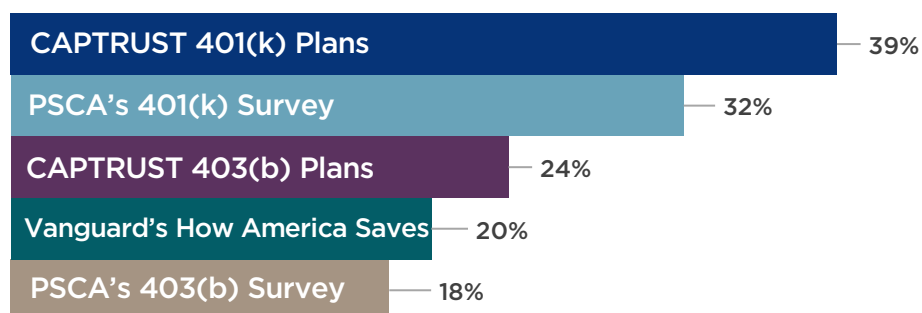 CAPTRUST 401(k) Plans 39%
PSCA's 401(k) Survey 32%
CAPTRUST 403(b) Plans 24%
Vanguard's How America Saves 20%
PSCA's 403(b) Survey 18%